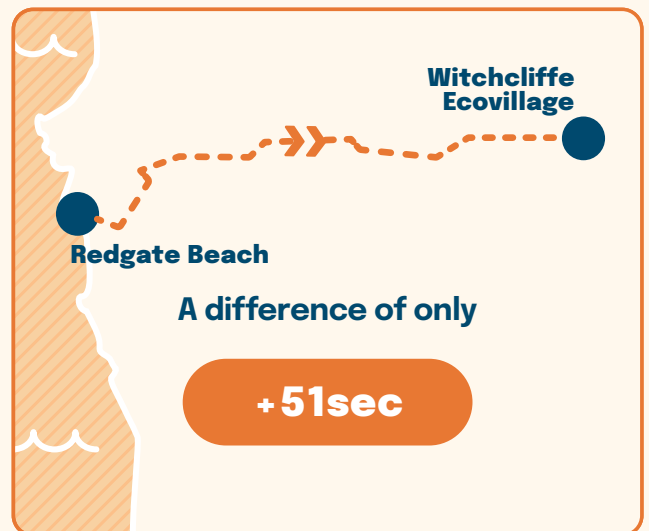 Witchcliffe
Ecovillage
Redgate Beach
A difference of only
+51sec